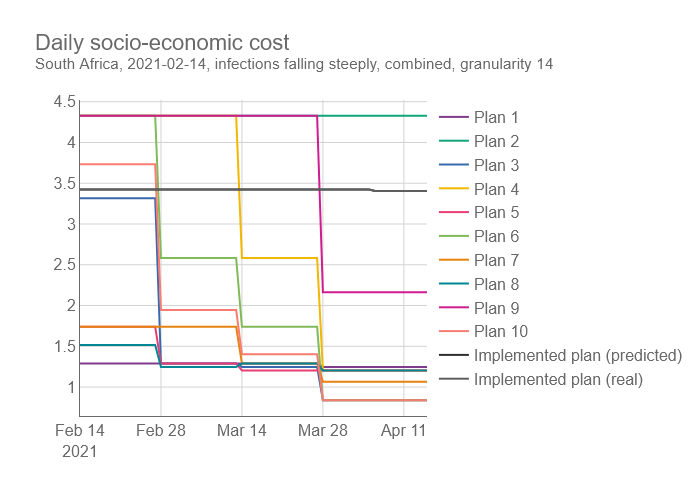 Daily socio-economic cost
South Africa, 2021-02-14, infections falling steeply, combined, granularity 14
4.5
4
3.5
3
2.5
2
1.5
1
Feb 14
2021
Feb 28
Mar 14
Mar 28
Apr 11
Plan 1
Plan 2
Plan 3
Plan 4
Plan 5
Plan 6
Plan 7
Plan 8
Plan 9
Plan 10
Implemented plan (predicted)
Implemented plan (real)